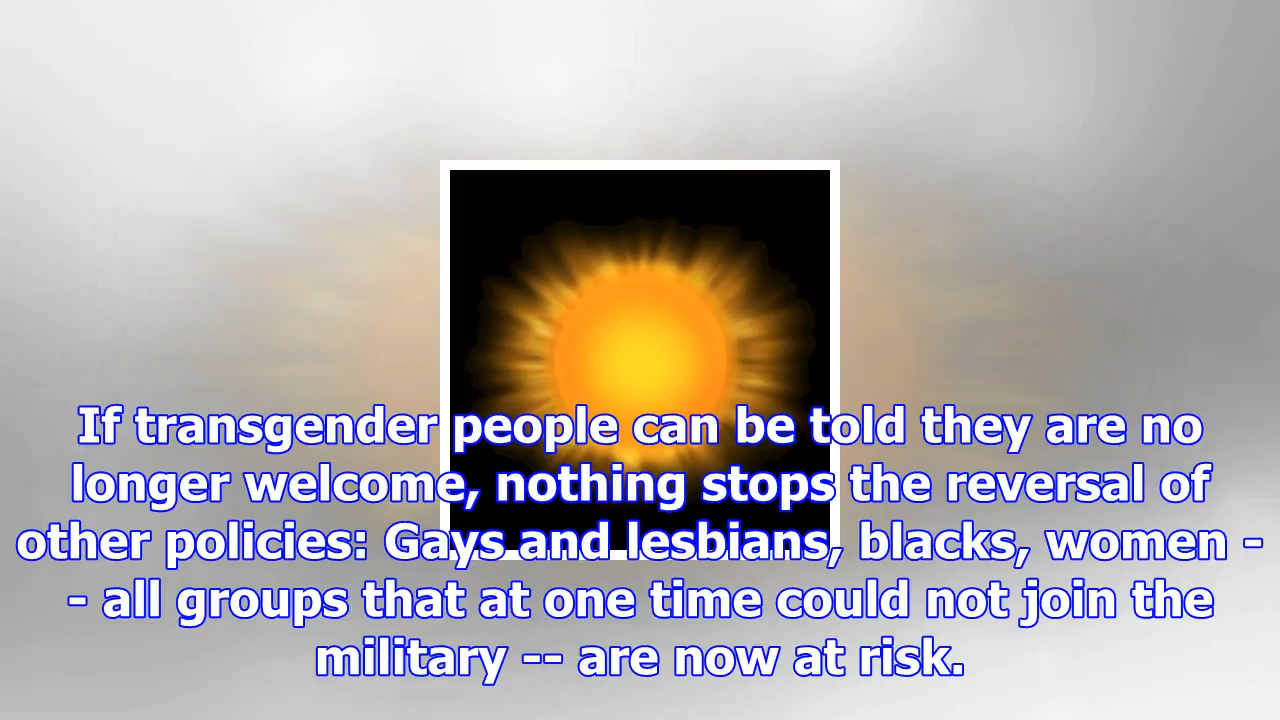 If transgender people can be told they are no
longer welcome, nothing stops the reversal of
other policies: Gays and lesbians, blacks, women -
- all groups that at one time could not join the
military -- are now at risk.